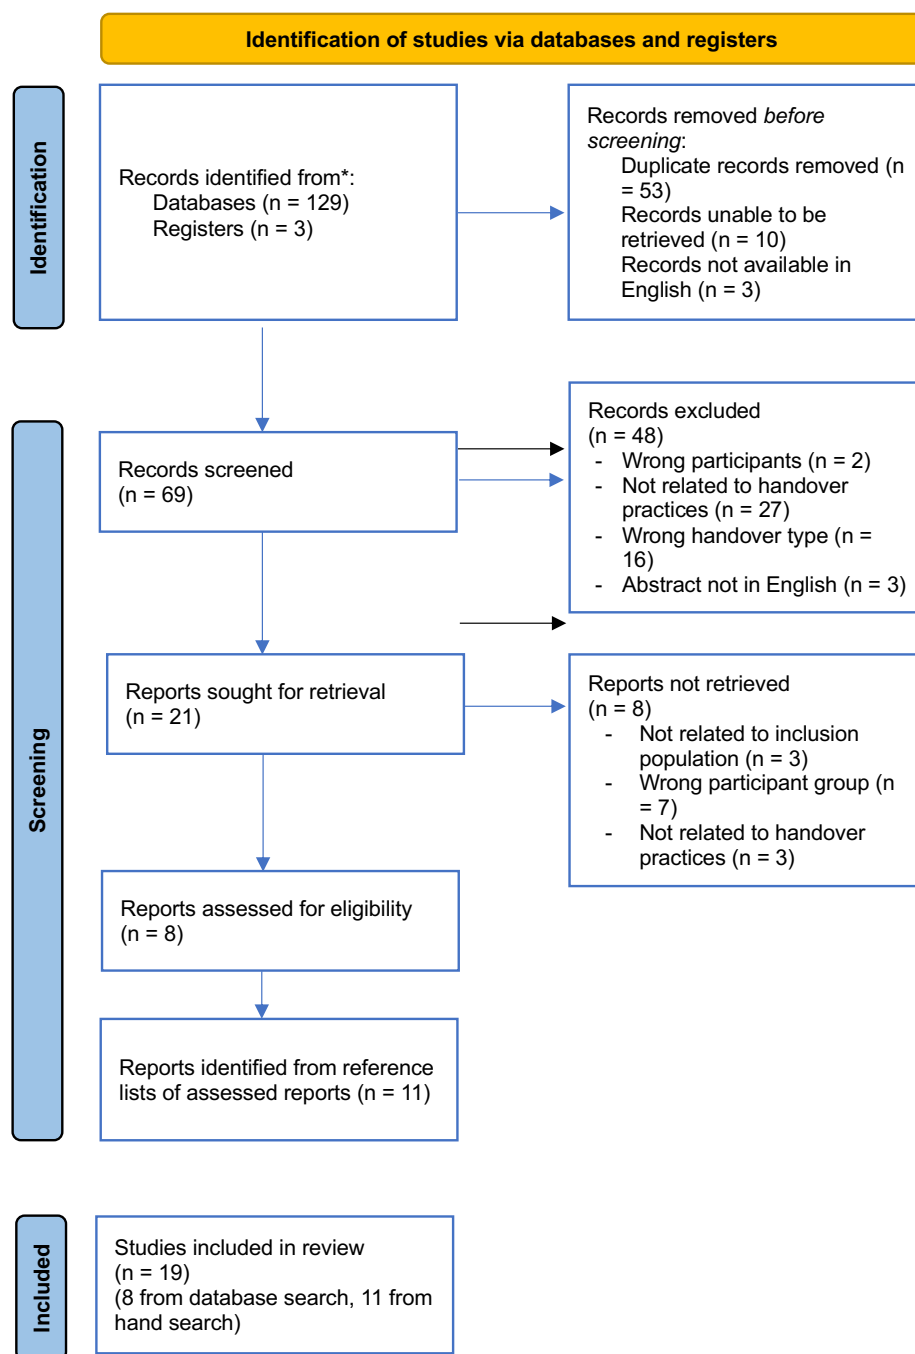 Identification of studies via databases and registers
Identification
Records identified from*:
Databases (n = 129)
Registers (n = 3)
Records removed before
screening:
Duplicate records removed (n
= 53)
Records unable to be
retrieved (n = 10)
Records not available in
English (n = 3)
Screening
Records screened
(n = 69)
Records excluded
(n = 48)
- Wrong participants (n = 2)
- Not related to handover
practices (n = 27)
- Wrong handover type (n =
16)
- Abstract not in English (n = 3)
Reports sought for retrieval
(n = 21)
Reports not retrieved
(n = 8)
- Not related to inclusion
population (n = 3)
- Wrong participant group (n
= 7)
- Not related to handover
practices (n = 3)
Reports assessed for eligibility
(n = 8)
Reports identified from reference
lists of assessed reports (n = 11)
Included
Studies included in review
(n = 19)
(8 from database search, 11 from
hand search)